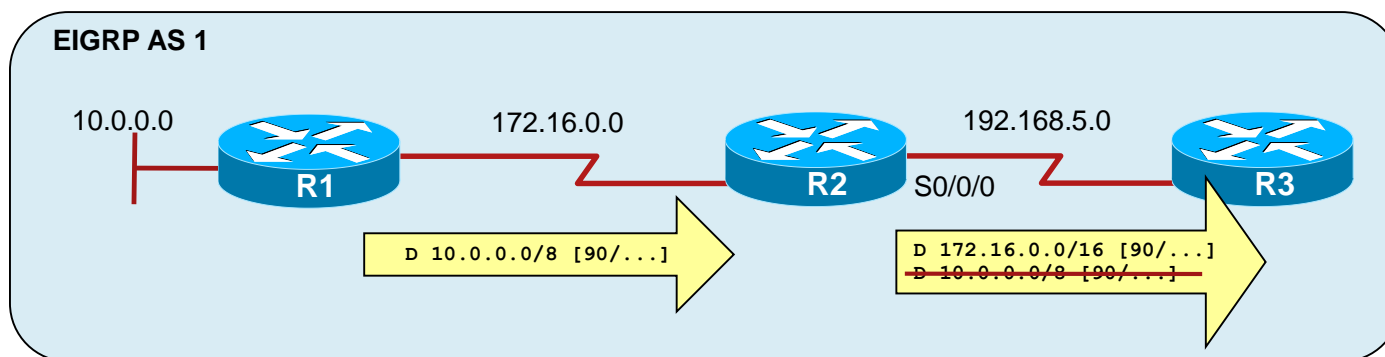 EIGRP AS 1
10.0.0.0
172.16.0.0
192.168.5.0
R1
R2
S0/0/0
R3
D 10.0.0.0/8 [90/...]
D 172.16.0.0/16 [90/...]
D 10.0.0.0/8 [90/...]